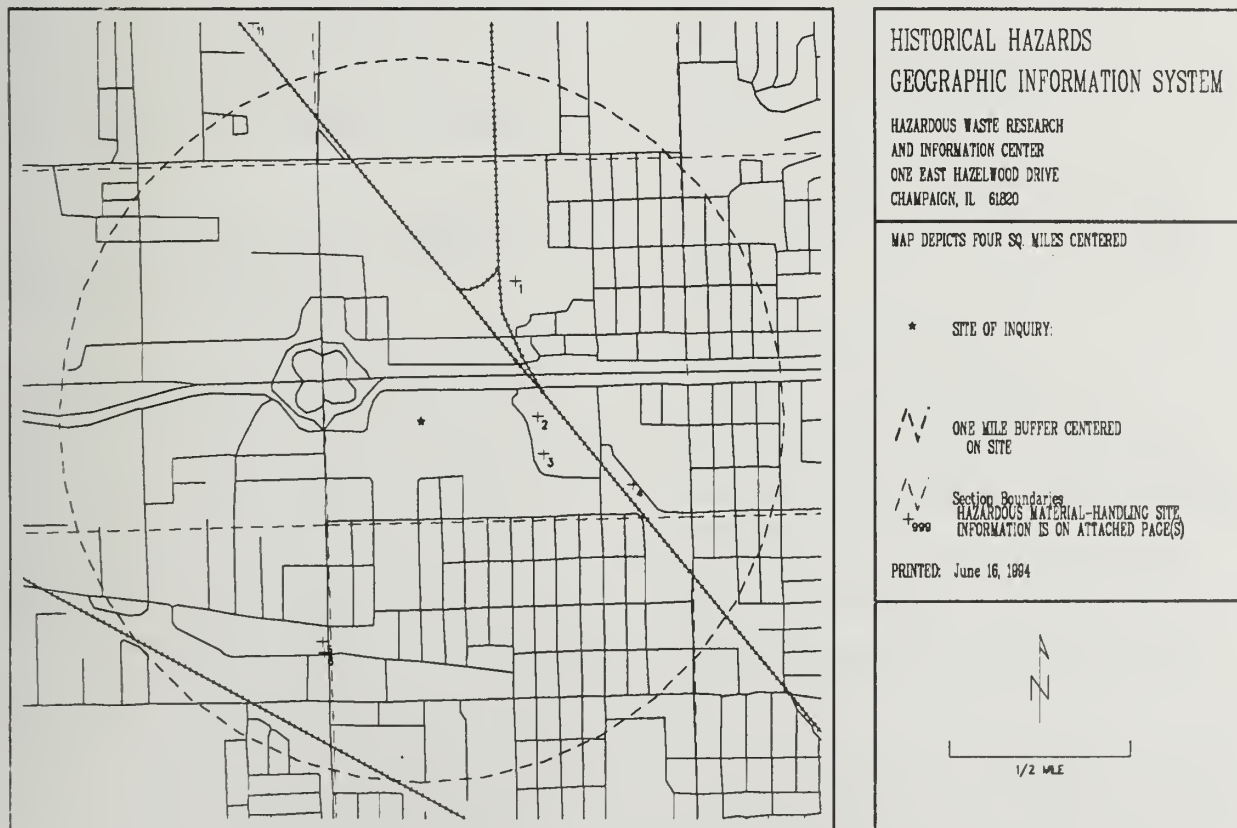 11
1
2
3
4
HISTORICAL HAZARDS
GEOGRAPHIC INFORMATION SYSTEM
HAZARDOUS WASTE RESEARCH
AND INFORMATION CENTER
ONE EAST HAZELWOOD DRIVE
CHAMPAIGN, IL 61820
MAP DEPICTS FOUR SQ. MILES CENTERED
* SITE OF INQUIRY:
ONE MILE BUFFER CENTERED
ON SITE
Section Boundaries
HAZARDOUS MATERIAL-HANDLING SITE,
999 INFORMATION IS ON ATTACHED PAGE(S)
PRINTED: June 16, 1994
N
1/2 MILE